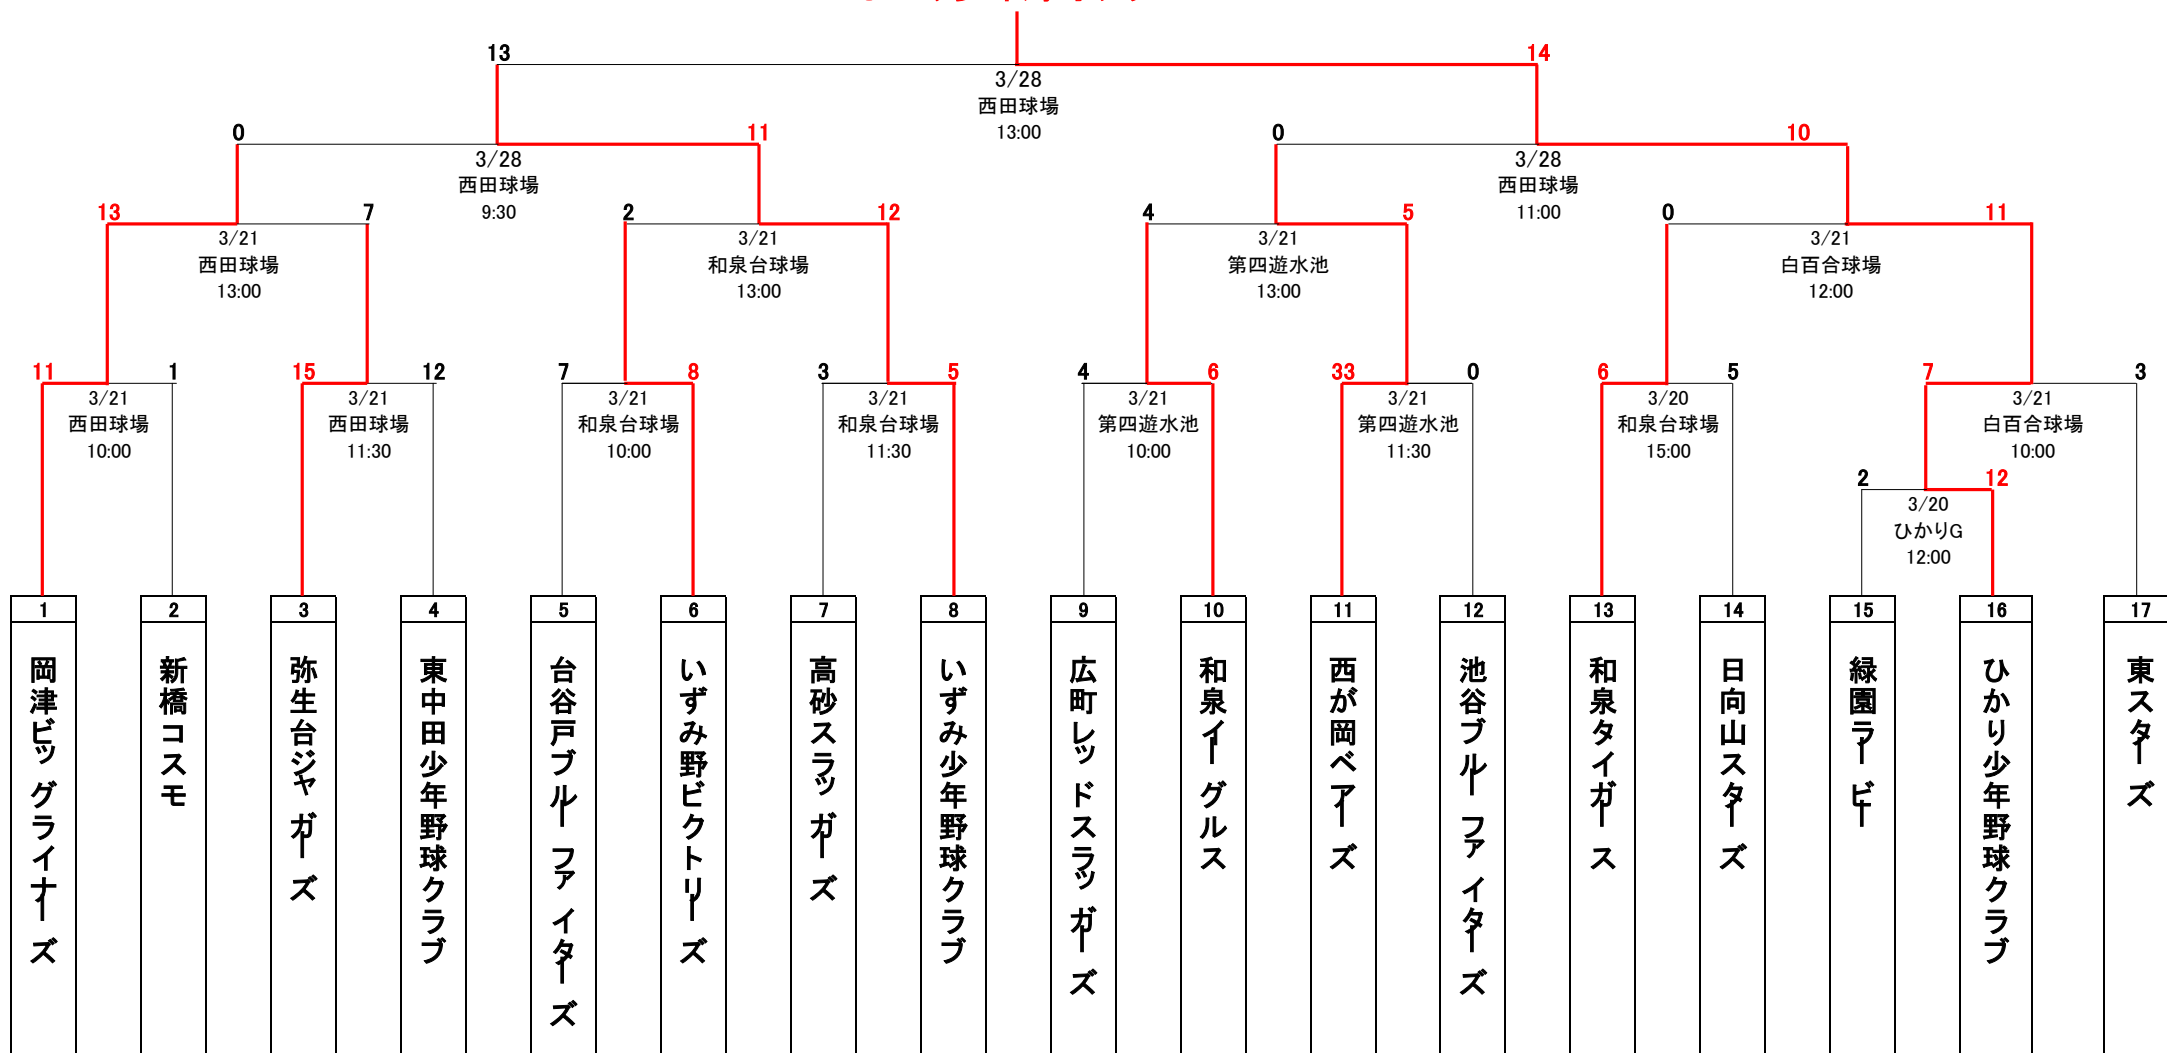 13
14
3/28
西田球場
13:00
0
11
0
10
3/28
西田球場
9:30
3/28
西田球場
11:00
13
7
2
12
4
5
0
11
3/21
西田球場
13:00
3/21
和泉台球場
13:00
3/21
第四遊水池
13:00
3/21
白百合球場
12:00
11
1
15
12
7
8
3
5
4
6
33
0
6
5
7
3
3/21
西田球場
10:00
3/21
西田球場
11:30
3/21
和泉台球場
10:00
3/21
和泉台球場
11:30
3/21
第四遊水池
10:00
3/21
第四遊水池
11:30
3/20
和泉台球場
15:00
3/21
白百合球場
10:00
2
12
3/20
ひかりG
12:00
1
岡津ビッグライナーズ
2
新橋コスモ
3
弥生台ジャガーズ
4
東中田少年野球クラブ
5
台谷戸ブルーファイターズ
6
いずみ野ビクトリーズ
7
高砂スラッガーズ
8
いずみ少年野球クラブ
9
広町レッドスラッガーズ
10
和泉イーグルス
11
西が岡ベアーズ
12
池谷ブルーファイターズ
13
和泉タイガース
14
日向山スターズ
15
緑園ラービー
16
ひかり少年野球クラブ
17
東スターズ